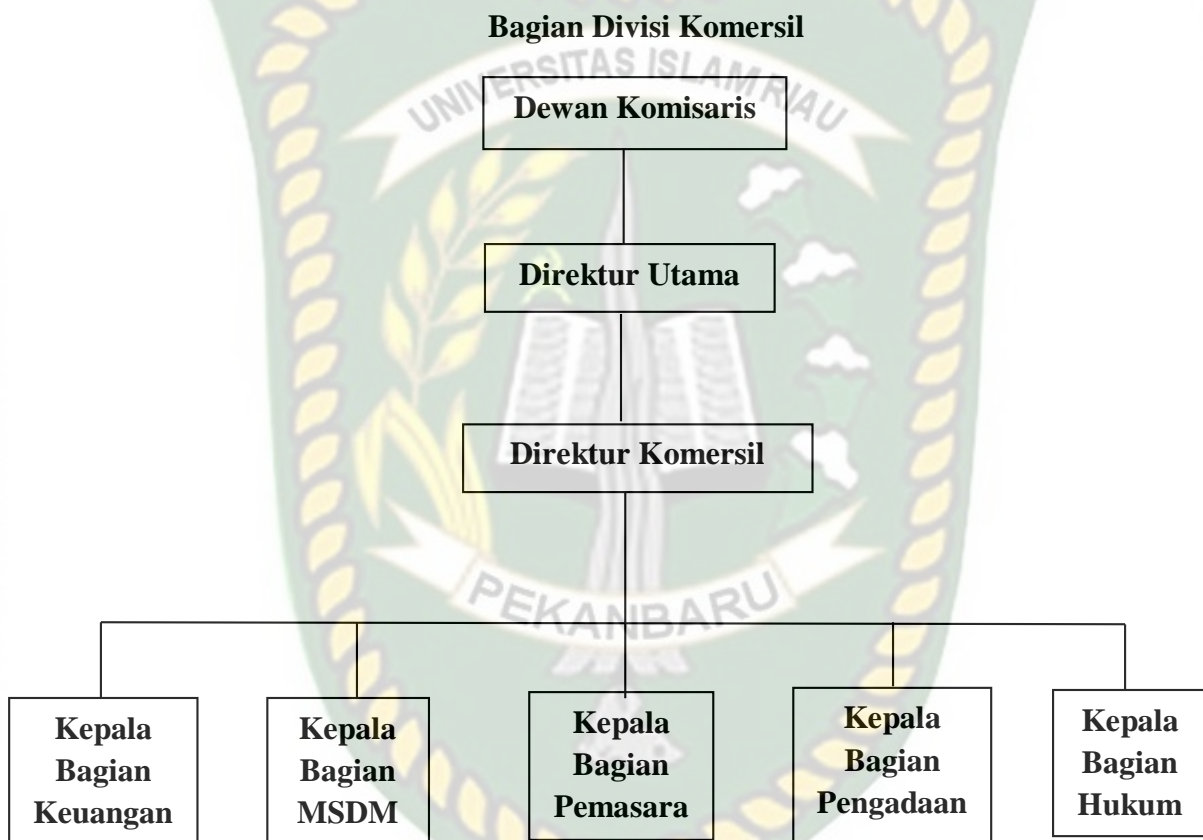 Bagian Divisi Komersil
UNIVERSITAS ISLAM RIAU
Dewan Komisaris
Direktur Utama
Direktur Komersil
PEKANBARU
Kepala
Bagian
Keuangan
Kepala
Bagian
MSDM
Kepala
Bagian
Pemasara
Kepala
Bagian
Pengadaan
Kepala
Bagian
Hukum